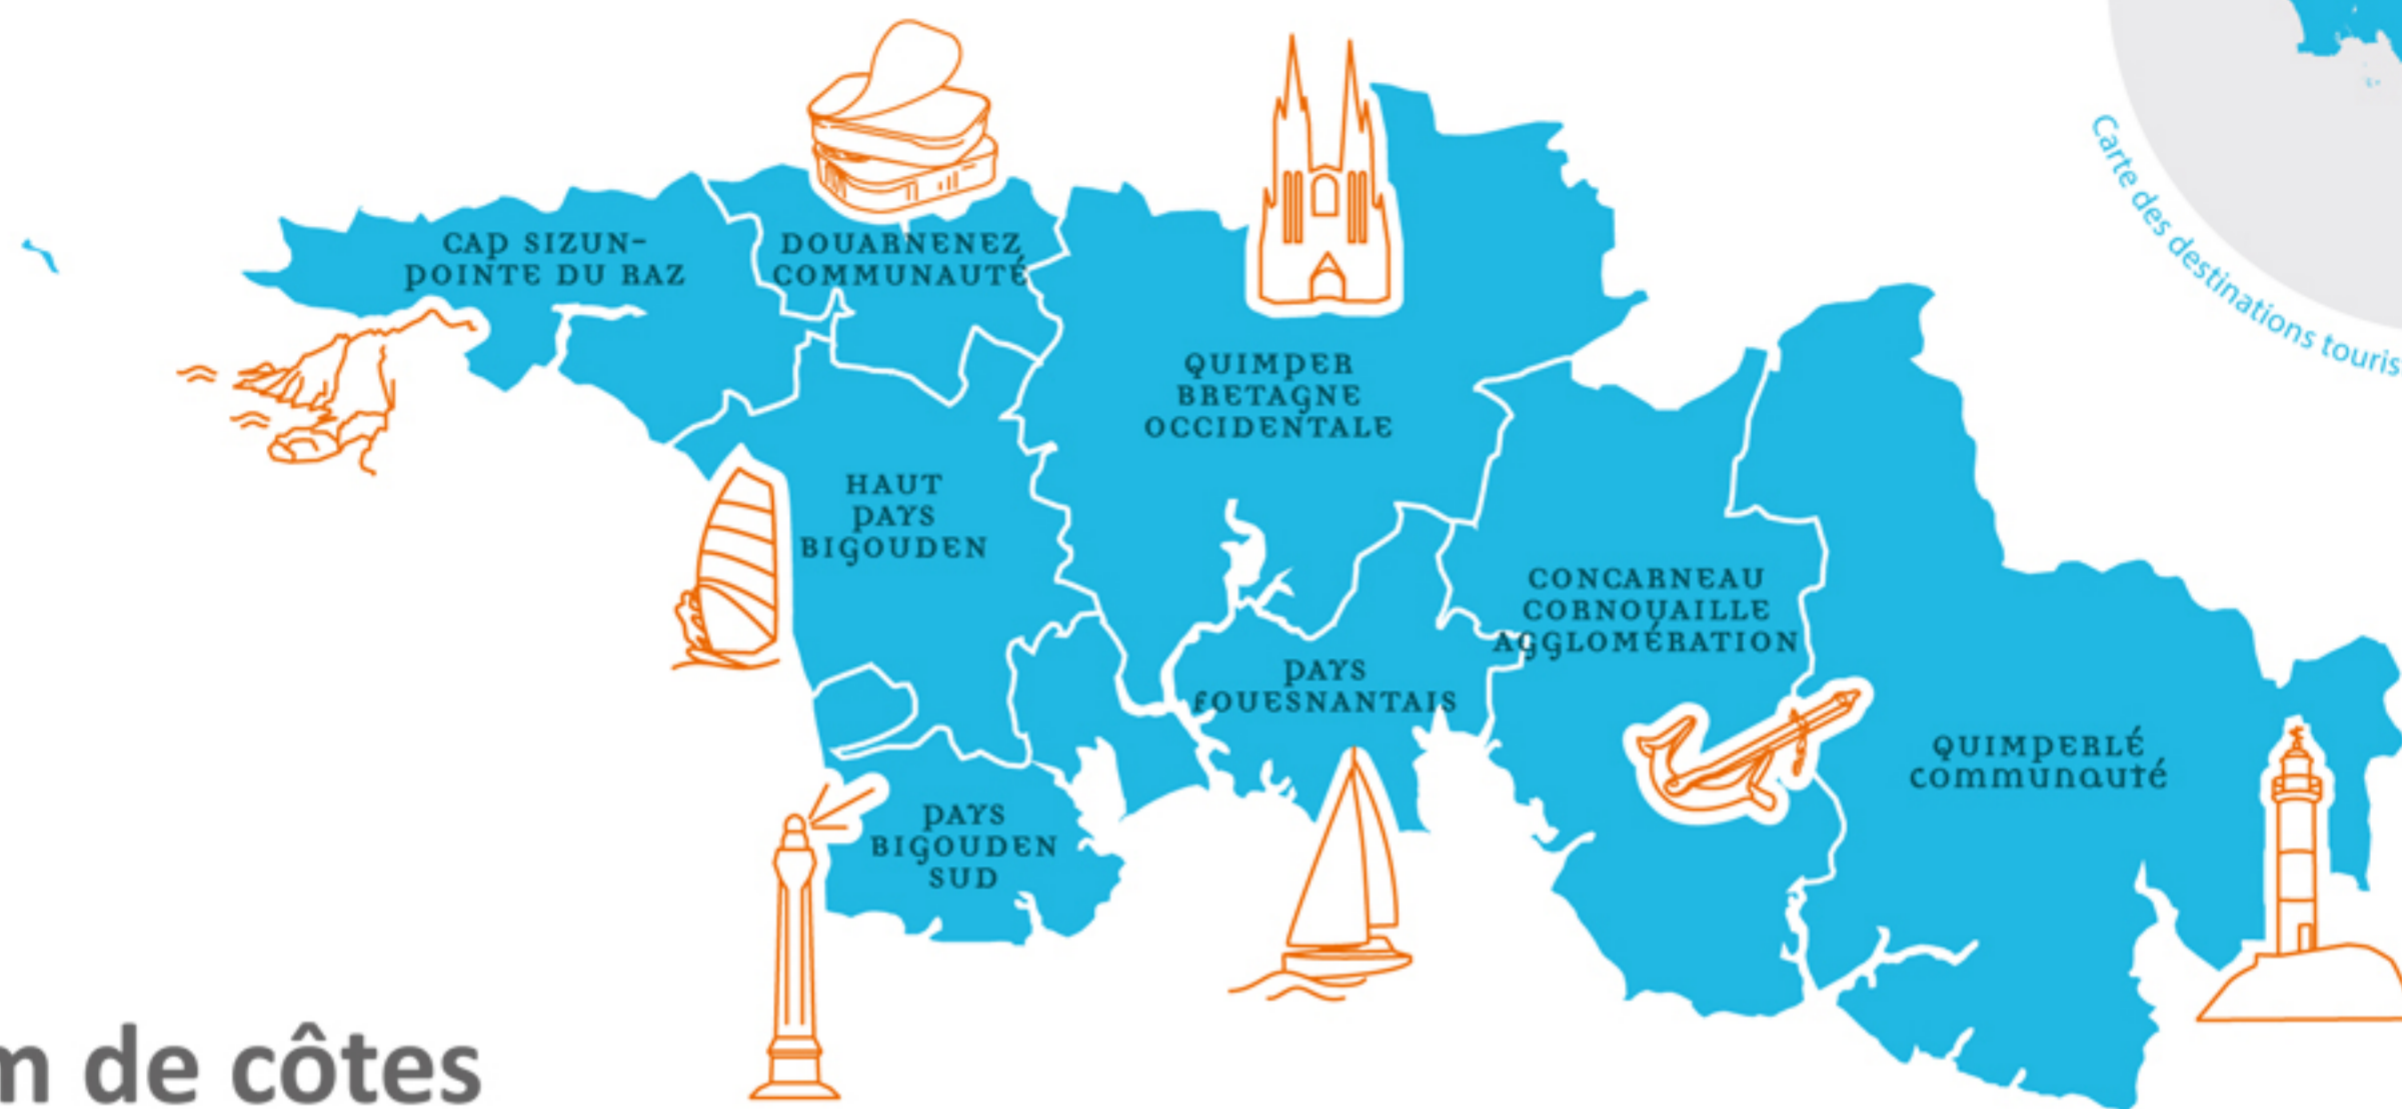 Carte des destinations touris
CAP SIZUN-
POINTE DU RAZ
DOUARNENEZ
COMMUNAUTÉ
QUIMPER
BRETAGNE
OCCIDENTALE
HAUT
PAYS
BIGOUDEN
CONCARNEAU
CORNOUAILLE
AGGLOMÉRATION
PAYS
FOUESNANTAIS
QUIMPERLÉ
communauté
PAYS
BIGOUDEN
SUD
m de côtes